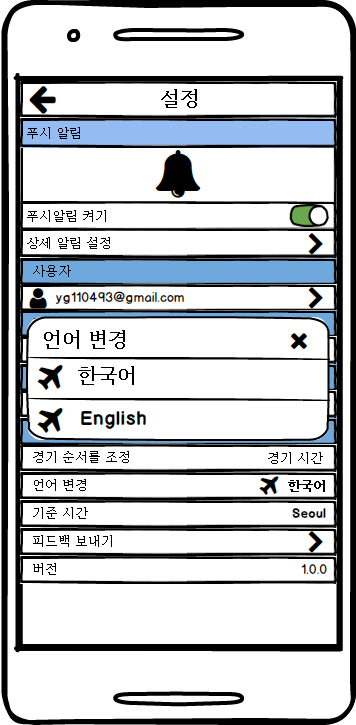 설정
푸시 알림
푸시알림 켜기
상세 알림 설정
사용자
yg110493@gmail.com
언어 변경
한국어
English
경기 순서를 조정 경기 시간
언어 변경 한국어
기준 시간 Seoul
피드백 보내기
버전 1.0.0